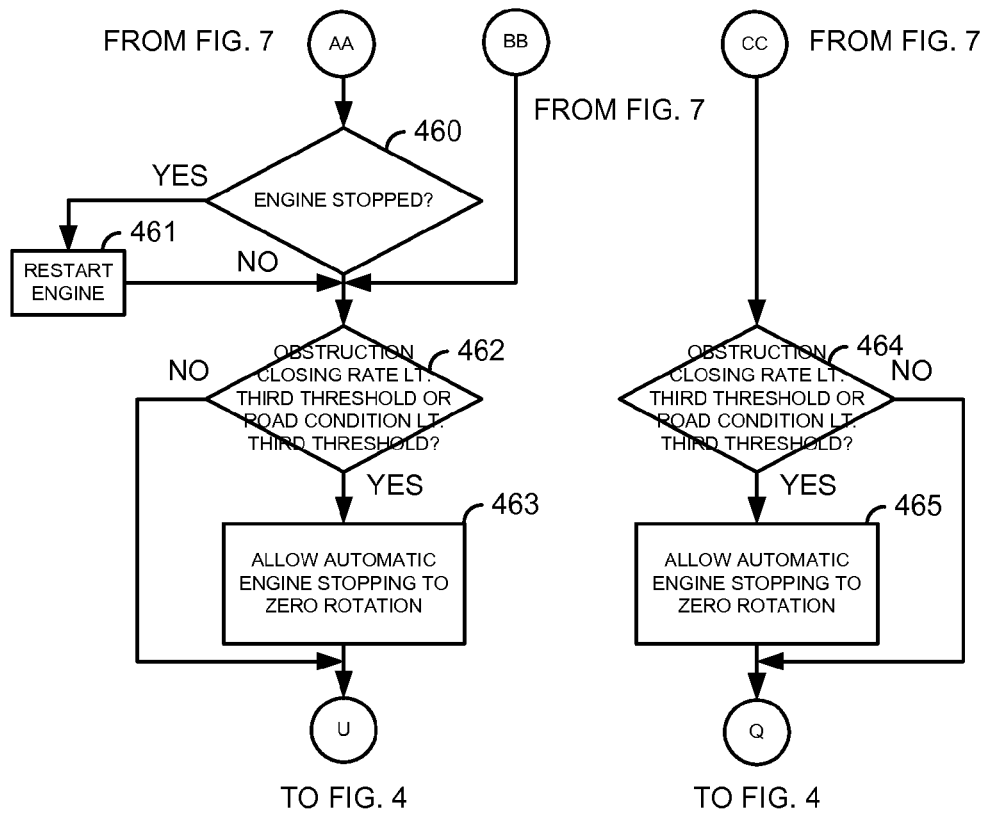 FROM FIG. 7
AA
BB
CC
FROM FIG. 7
FROM FIG. 7
460
YES
ENGINE STOPPED?
461
RESTART
ENGINE
NO
462
NO
OBSTRUCTION
CLOSING RATE LT.
THIRD THRESHOLD OR
ROAD CONDITION LT.
THIRD THRESHOLD?
YES
463
ALLOW AUTOMATIC
ENGINE STOPPING TO
ZERO ROTATION
U
TO FIG. 4
464
NO
OBSTRUCTION
CLOSING RATE LT.
THIRD THRESHOLD OR
ROAD CONDITION LT.
THIRD THRESHOLD?
YES
465
ALLOW AUTOMATIC
ENGINE STOPPING TO
ZERO ROTATION
Q
TO FIG. 4